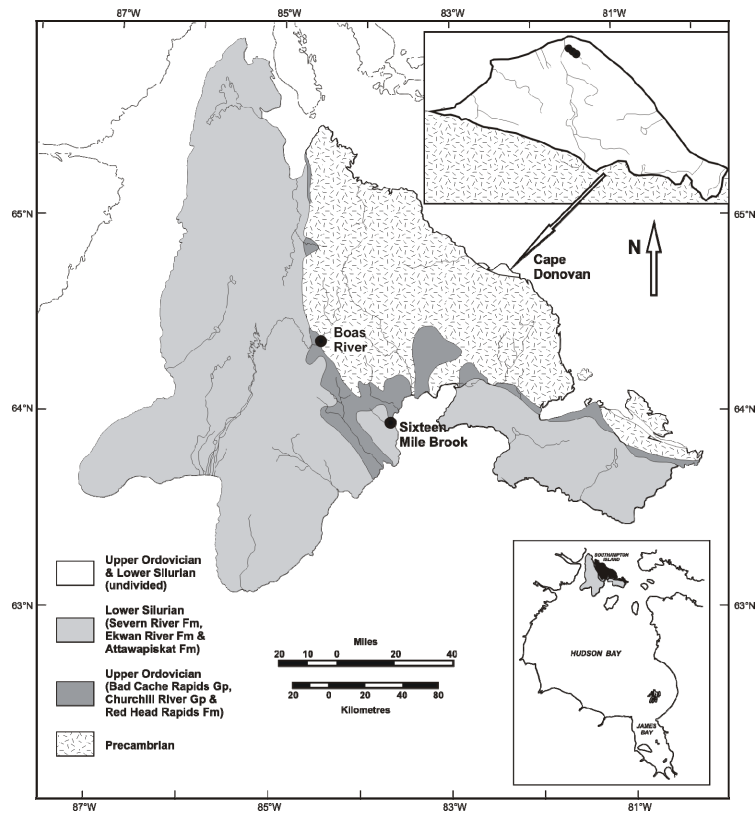 87°W 85°W 83°W 81°W
65°N
65°N
N
Cape
Donovan
Boas
River
64°N
64°N
Sixteen
Mile Brook
Upper Ordovician
& Lower Silurian
(undivided)
Lower Silurian
(Severn River Fm,
Ekwan River Fm &
Attawapiskat Fm)
Upper Ordovician
(Bad Cache Rapids Gp,
Churchill River Gp &
Red Head Rapids Fm)
Precambrian
63°N
63°N
Miles
20 10 0 20 40
20 0 20 40 60 80
Kilometres
SOUTHAMPTON
ISLAND
HUDSON BAY
JAMES
BAY
87°W 85°W 83°W 81°W